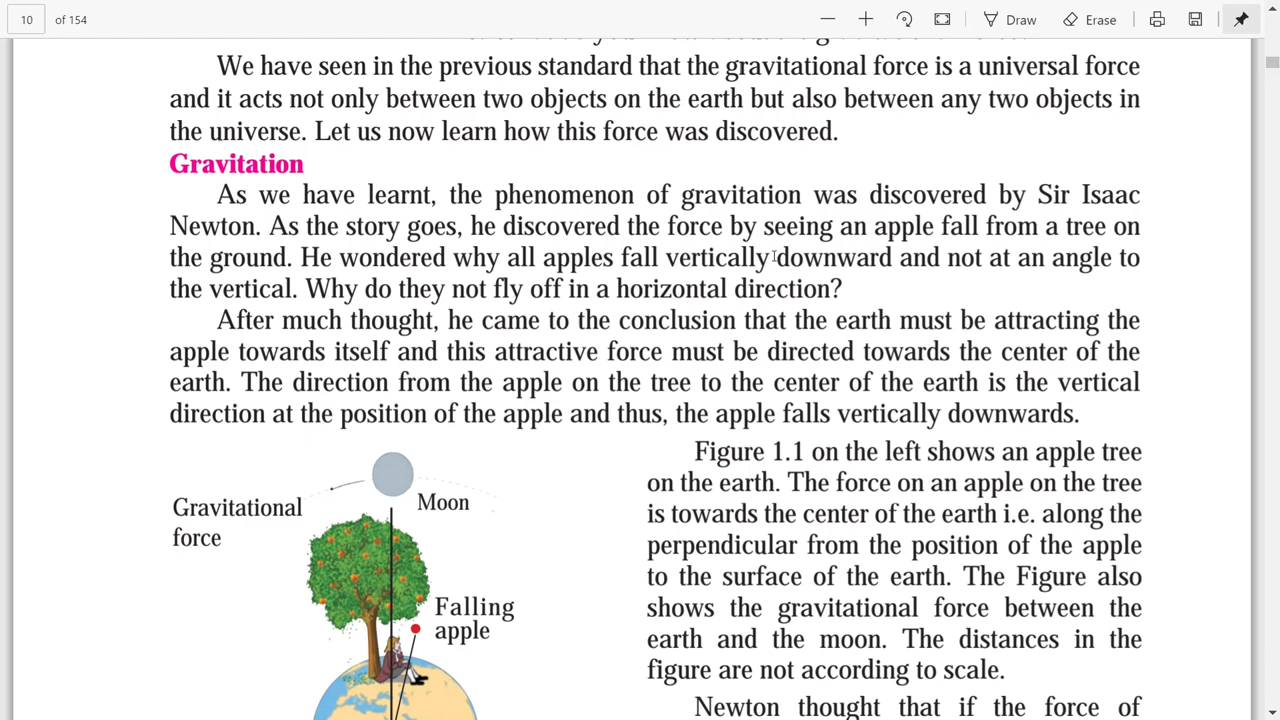 10 of 154 Draw Erase
We have seen in the previous standard that the gravitational force is a universal force
and it acts not only between two objects on the earth but also between any two objects in
the universe. Let us now learn how this force was discovered.
Gravitation
As we have learnt, the phenomenon of gravitation was discovered by Sir Isaac
Newton. As the story goes, he discovered the force by seeing an apple fall from a tree on
the ground. He wondered why all apples fall vertically downward and not at an angle to
the vertical. Why do they not fly off in a horizontal direction?
After much thought, he came to the conclusion that the earth must be attracting the
apple towards itself and this attractive force must be directed towards the center of the
earth. The direction from the apple on the tree to the center of the earth is the vertical
direction at the position of the apple and thus, the apple falls vertically downwards.
Gravitational
force
Moon
Falling
apple
Figure 1.1 on the left shows an apple tree
on the earth. The force on an apple on the tree
is towards the center of the earth i.e. along the
perpendicular from the position of the apple
to the surface of the earth. The Figure also
shows the gravitational force between the
earth and the moon. The distances in the
figure are not according to scale.
Newton thought that if the force of